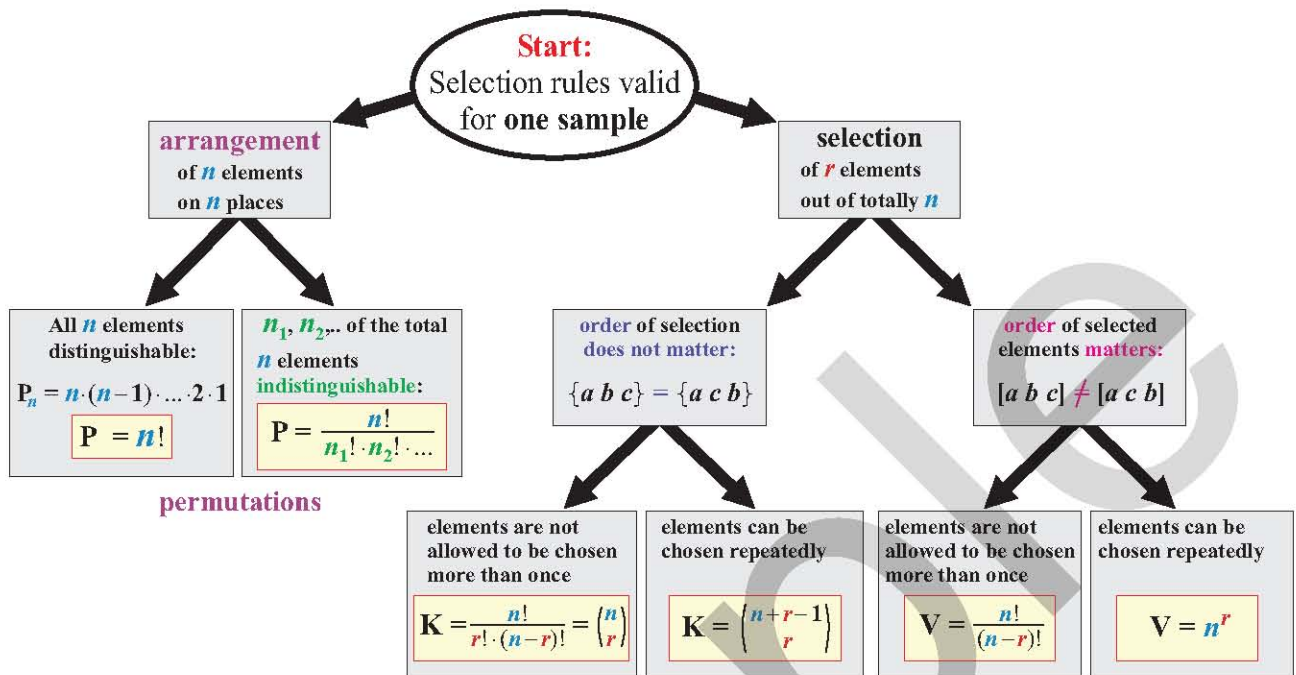 Start:
Selection rules valid
for one sample
arrangement
of n elements
on n places
selection
of r elements
out of totally n
All n elements
distinguishable:
Pₙ = n·(n−1)·...·2·1
P = n!
n₁, n₂,.. of the total
n elements
indistinguishable:
P = n! / (n₁!·n₂!·...)
permutations
order of selection
does not matter:
{a b c} = {a c b}
order of selected
elements matters:
[a b c] ≠ [a c b]
elements are not
allowed to be chosen
more than once
K = n! / (r!·(n−r)!) = (n r)
elements can be
chosen repeatedly
K = (n+r−1 r)
elements are not
allowed to be chosen
more than once
V = n! / (n−r)!
elements can be
chosen repeatedly
V = nʳ